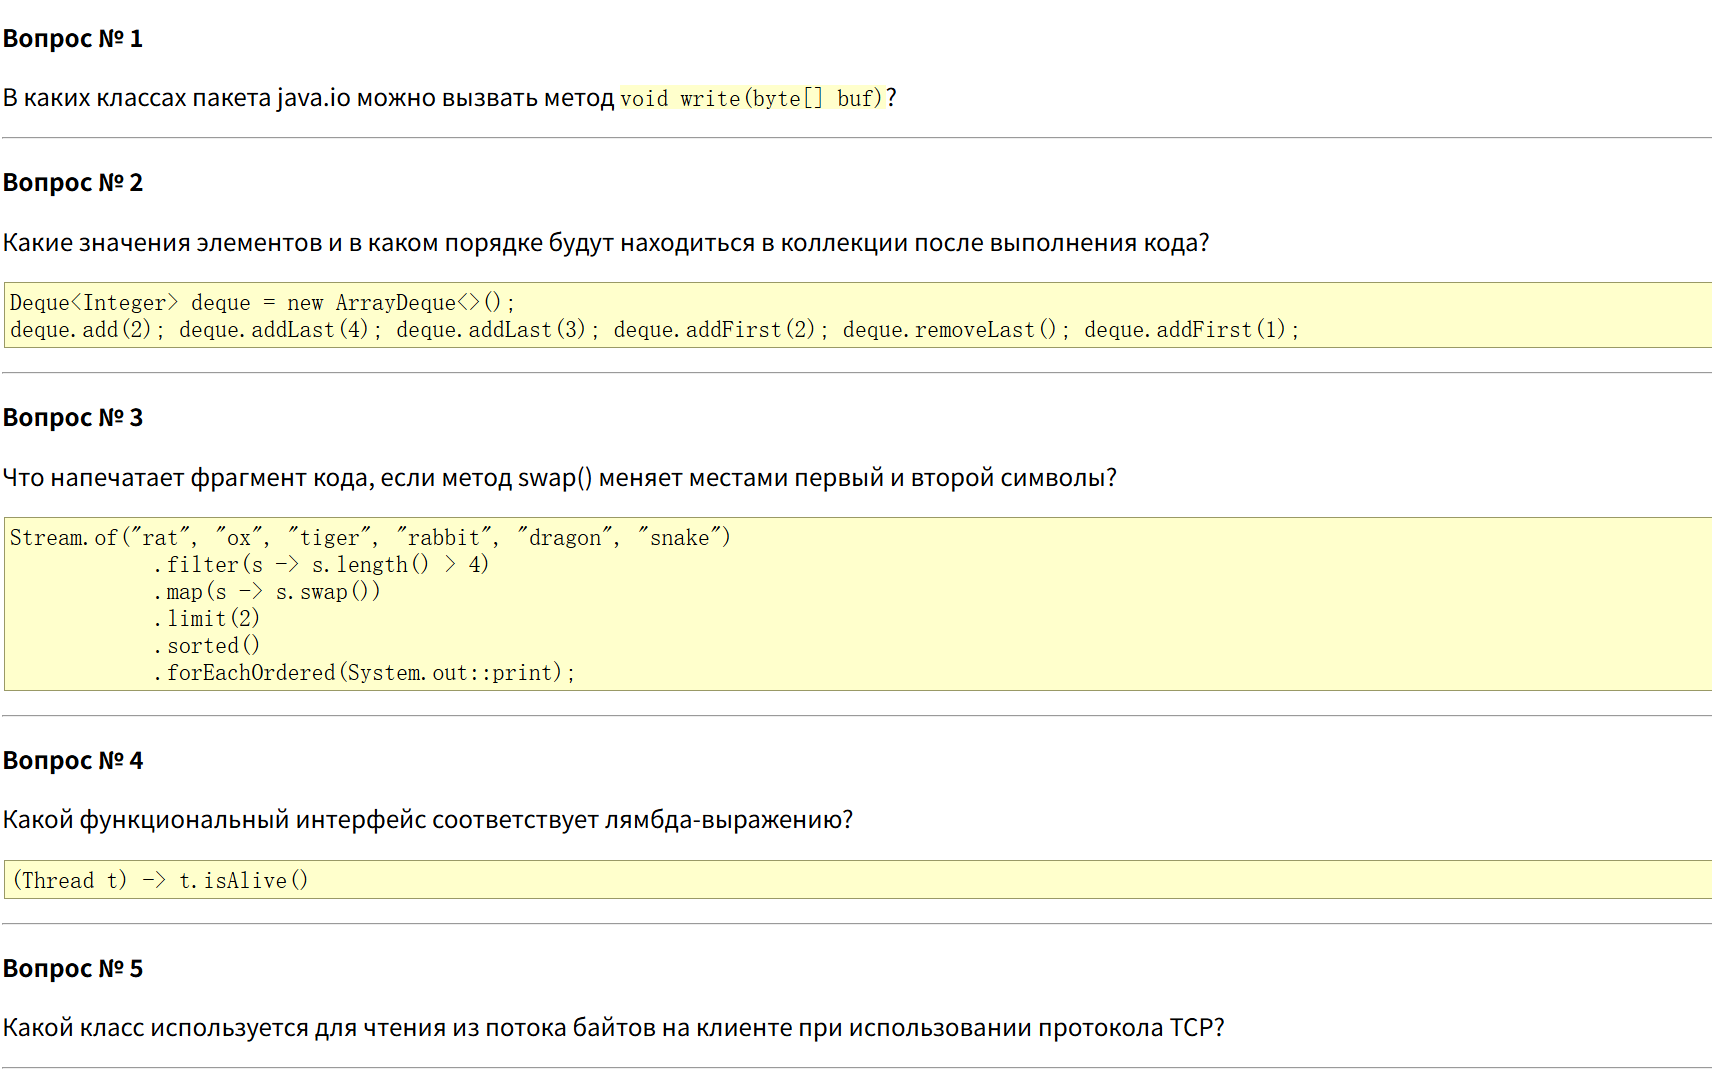 Вопрос № 1
В каких классах пакета java.io можно вызвать метод void write(byte[] buf)?
Вопрос № 2
Какие значения элементов и в каком порядке будут находиться в коллекции после выполнения кода?
Deque<Integer> deque = new ArrayDeque<>();
deque.add(2); deque.addLast(4); deque.addLast(3); deque.addFirst(2); deque.removeLast(); deque.addFirst(1);
Вопрос № 3
Что напечатает фрагмент кода, если метод swap() меняет местами первый и второй символы?
Stream.of("rat", "ox", "tiger", "rabbit", "dragon", "snake")
.filter(s -> s.length() > 4)
.map(s -> s.swap())
.limit(2)
.sorted()
.forEachOrdered(System.out::print);
Вопрос № 4
Какой функциональный интерфейс соответствует лямбда-выражению?
(Thread t) -> t.isAlive()
Вопрос № 5
Какой класс используется для чтения из потока байтов на клиенте при использовании протокола TCP?